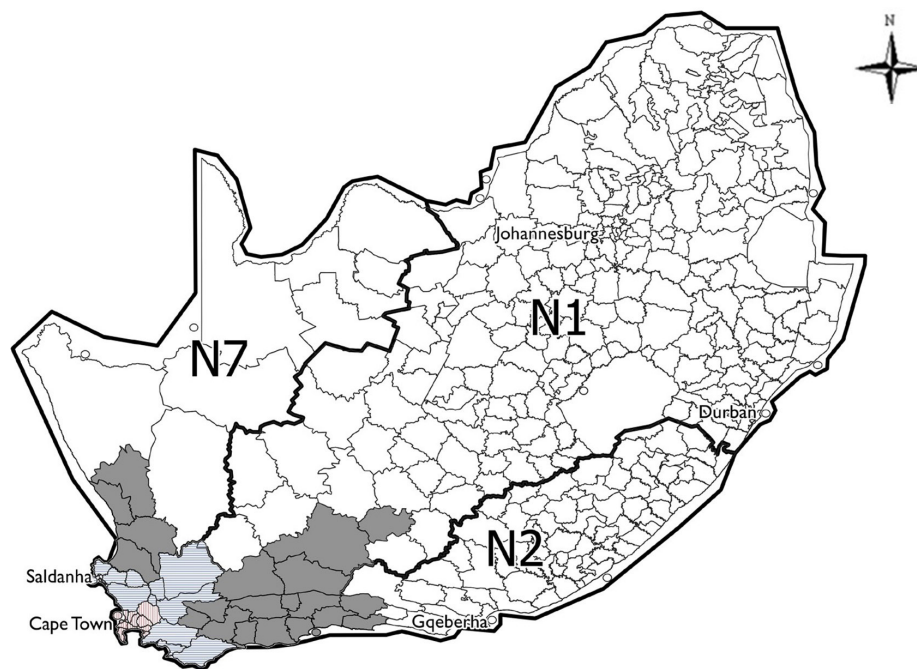 N
Johannesburg
N1
N7
Durban
N2
Saldanha
Cape Town
Gqeberha